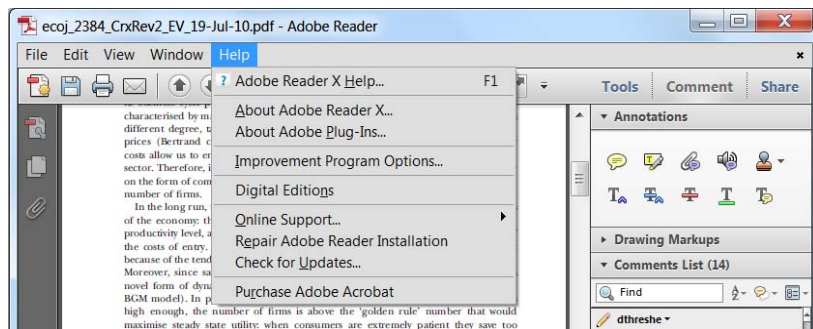 ecoj_2384_CrxRev2_EV_19-Jul-10.pdf - Adobe Reader
File Edit View Window Help
Tools Comment Share
? Adobe Reader X Help... F1
About Adobe Reader X...
About Adobe Plug-Ins...
Improvement Program Options...
Digital Editions
Online Support...
Repair Adobe Reader Installation
Check for Updates...
Purchase Adobe Acrobat
characterised by m
different degree, t
prices (Bertrand c
costs allow us to e
sector. Therefore, i
on the form of com
number of firms.
In the long run,
of the economy: th
productivity level, a
the costs of entry.
because of the tend
Moreover, since sa
novel form of dyna
BGM model). In p
high enough, the number of firms is above the ‘golden rule’ number that would
maximise steady state utility: when consumers are extremely patient they save too
Annotations
Drawing Markups
Comments List (14)
Find
dthreshe